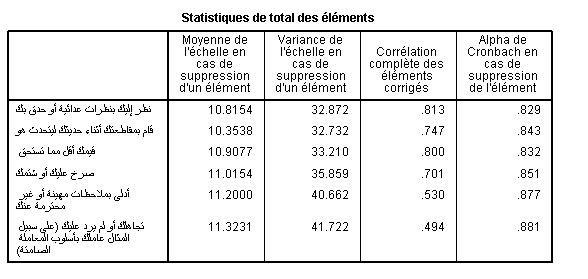 Statistiques de total des éléments
Moyenne de
l'échelle en
cas de
suppression
d'un élément
Variance de
l'échelle en
cas de
suppression
d'un élément
Corrélation
complète des
éléments
corrigés
Alpha de
Cronbach en
cas de
suppression
de l'élément
نظر إليك بنظرات عدائية أو حدق بك 10.8154 32.872 .813 .829
قام بمقاطعتك أثناء حديثك ليتحدث هو 10.3538 32.732 .747 .843
قيمك أقل مما تستحق 10.9077 33.210 .800 .832
صرخ عليك أو شتمك 11.0154 35.859 .701 .851
أدلى بملاحظات مهينة أو غير
محترمة عنك 11.2000 40.662 .530 .877
تجاهلك أو لم يرد عليك (على سبيل
المثال عاملك بأسلوب المعاملة
الصامتة) 11.3231 41.722 .494 .881